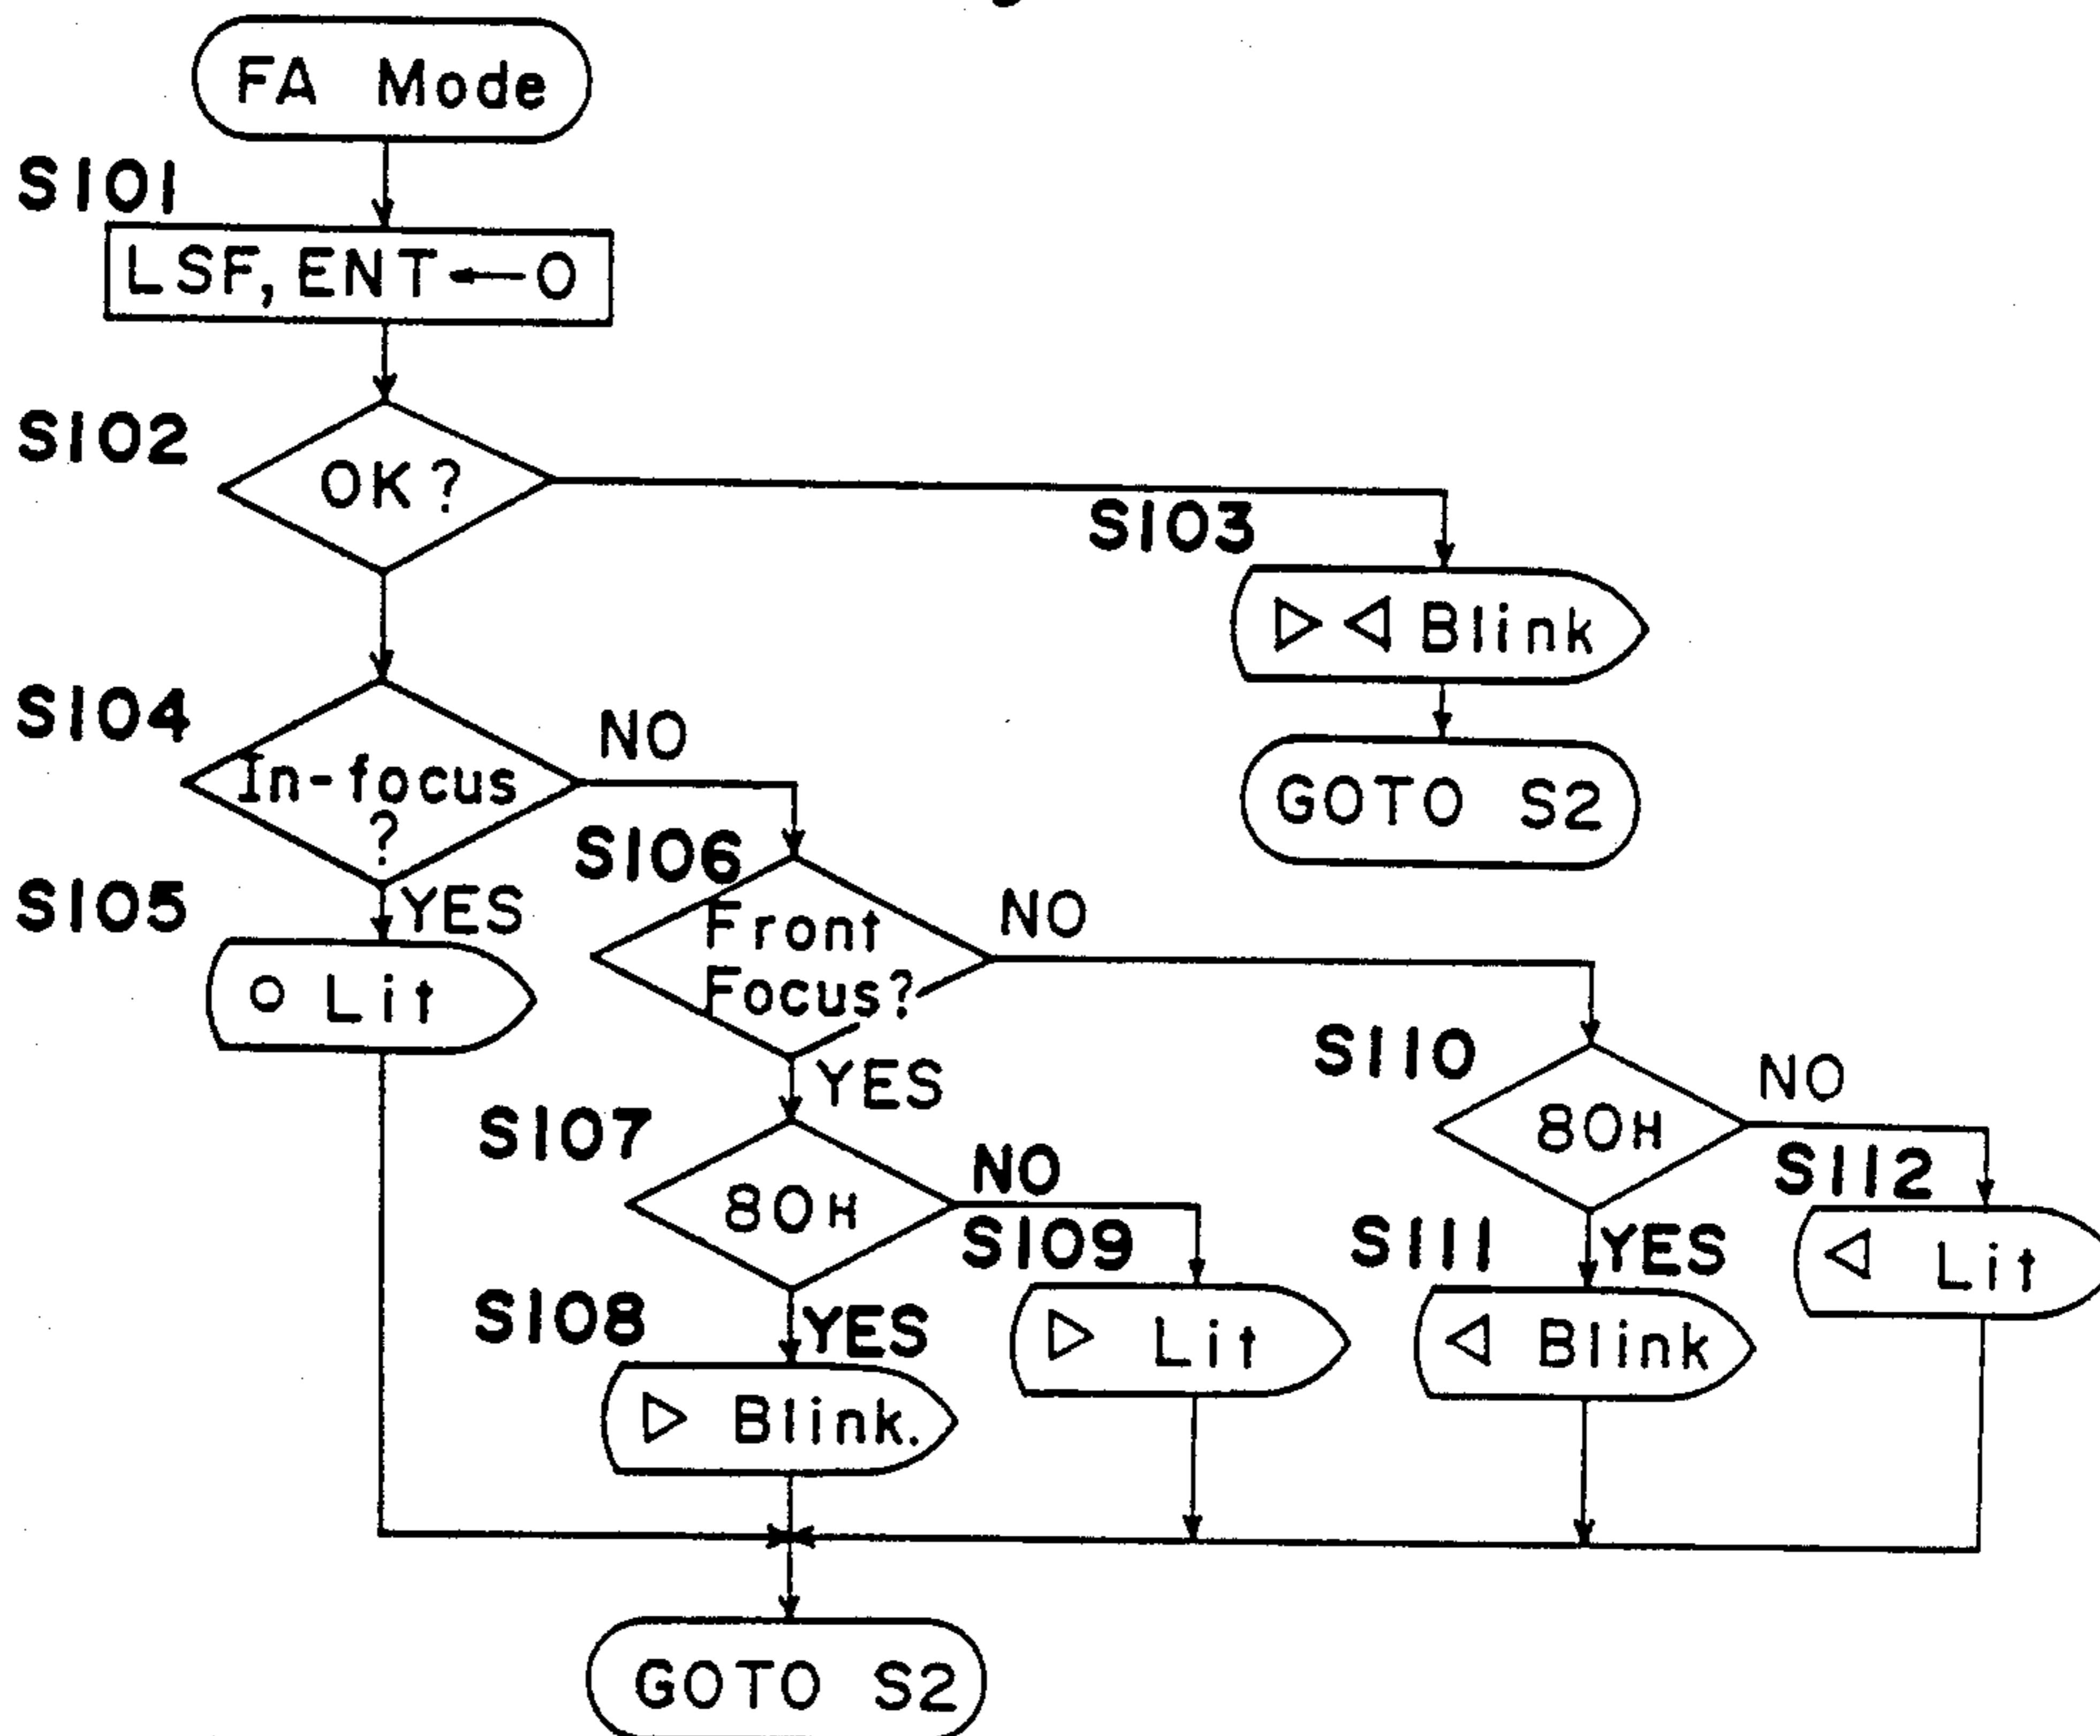 FA Mode
S101
LSF, ENT ← 0
S102
OK?
S103
▷ ◁ Blink
GOTO S2
S104
In-focus
?
NO
YES
S105
○ Lit
S106
Front
Focus?
NO
YES
S107
80H
NO
YES
S108
▷ Blink.
S109
▷ Lit
S110
80H
NO
YES
S111
◁ Blink
S112
◁ Lit
GOTO S2